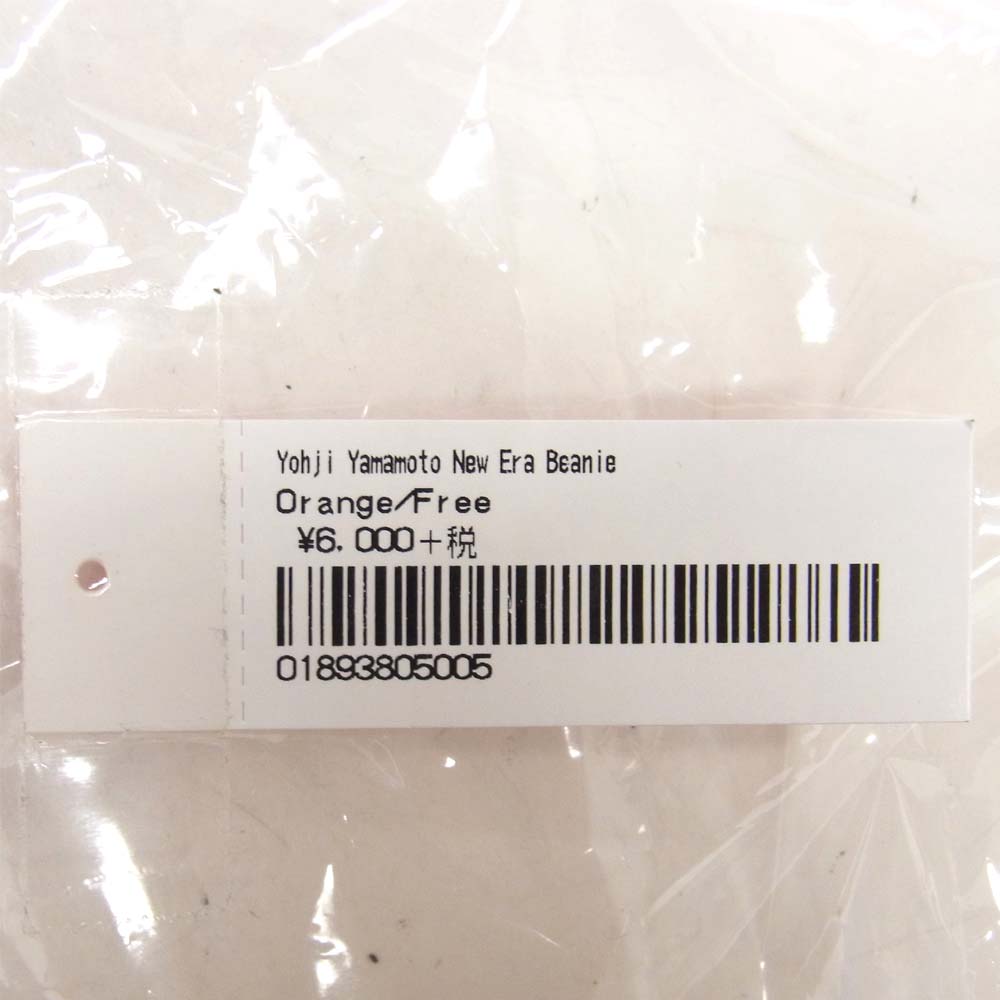 Yohji Yamamoto New Era Beanie
Orange/Free
¥6,000+税
01893805005